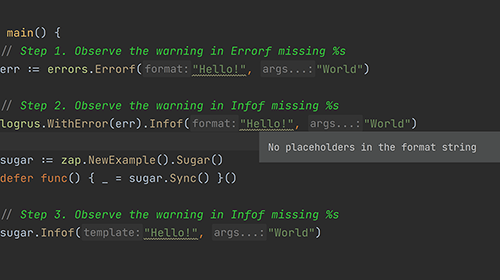 main() {
// Step 1. Observe the warning in Errorf missing %s
err := errors.Errorf( format: "Hello!", args...: "World")
// Step 2. Observe the warning in Infof missing %s
logrus.WithError(err).Infof( format: "Hello!", args...: "World")
No placeholders in the format string
sugar := zap.NewExample().Sugar()
defer func() { _ = sugar.Sync() }()
// Step 3. Observe the warning in Infof missing %s
sugar.Infof( template: "Hello!", args...: "World")